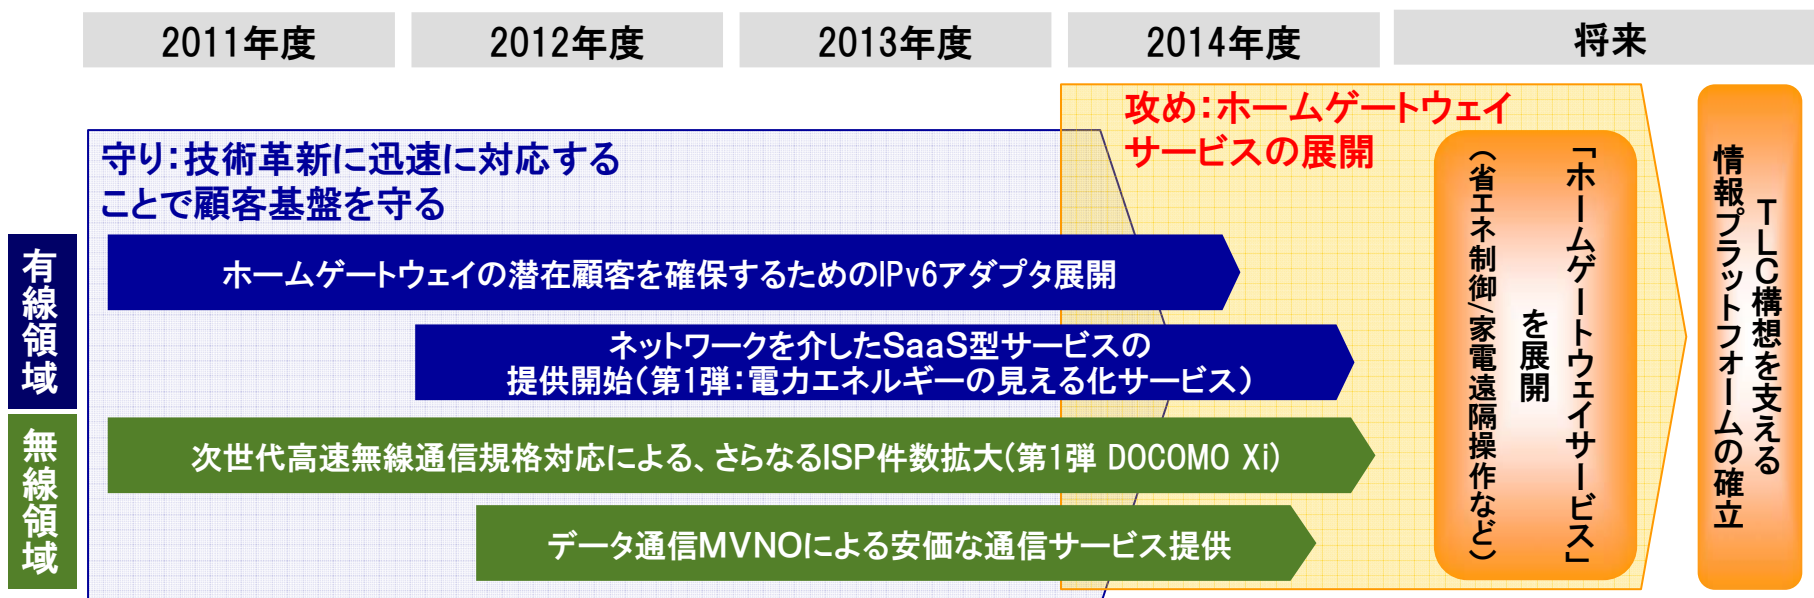 2011年度
2012年度
2013年度
2014年度
将来
守り：技術革新に迅速に対応する
ことで顧客基盤を守る
攻め：ホームゲートウェイ
サービスの展開
有線領域
ホームゲートウェイの潜在顧客を確保するためのIPv6アダプタ展開
ネットワークを介したSaaS型サービスの
提供開始（第1弾：電力エネルギーの見える化サービス）
無線領域
次世代高速無線通信規格対応による、さらなるISP件数拡大(第1弾 DOCOMO Xi)
データ通信MVNOによる安価な通信サービス提供
「ホームゲートウェイサービス」
を展開
（省エネ制御/家電遠隔操作など）
TLC構想を支える
情報プラットフォームの確立